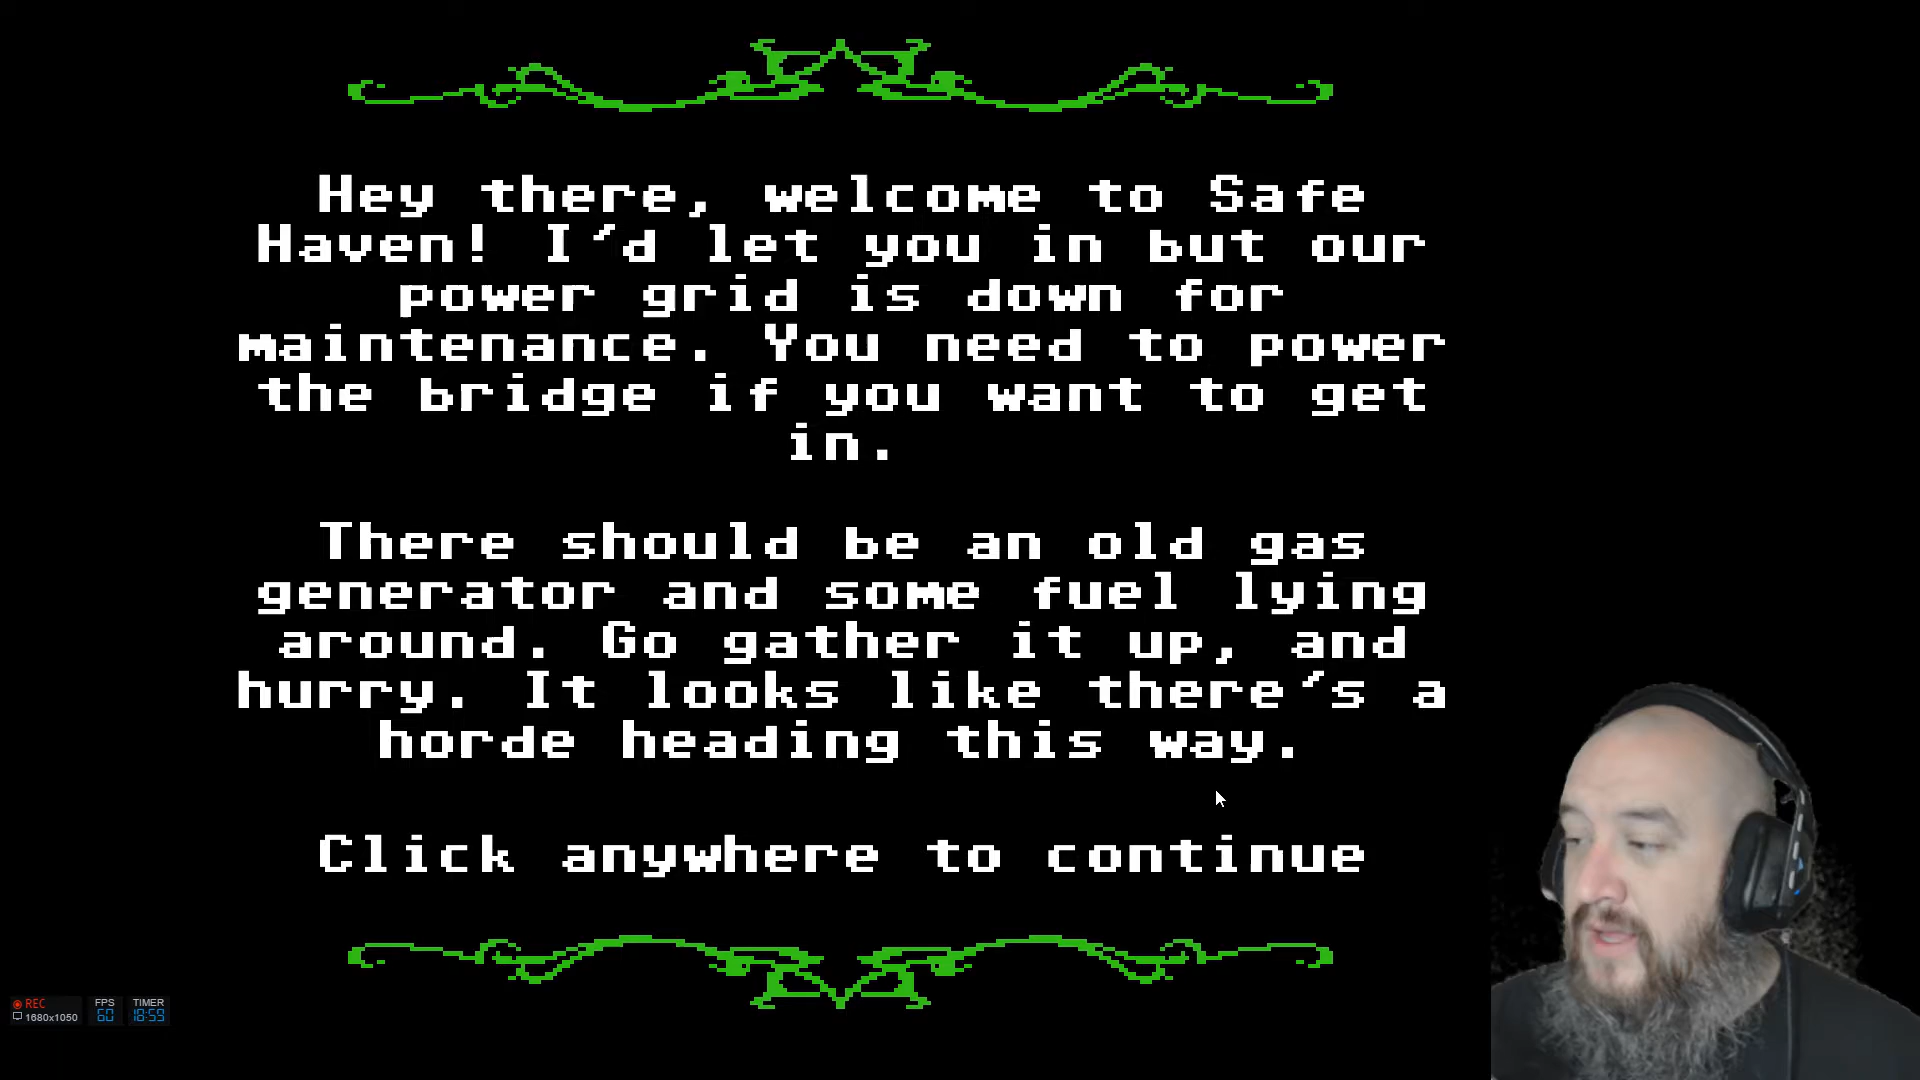 Hey there, welcome to Safe
Haven! I'd let you in but our
power grid is down for
maintenance. You need to power
the bridge if you want to get
in.
There should be an old gas
generator and some fuel lying
around. Go gather it up, and
hurry. It looks like there's a
horde heading this way.
Click anywhere to continue
REC FPS TIMER
1680x1050 60 18:59